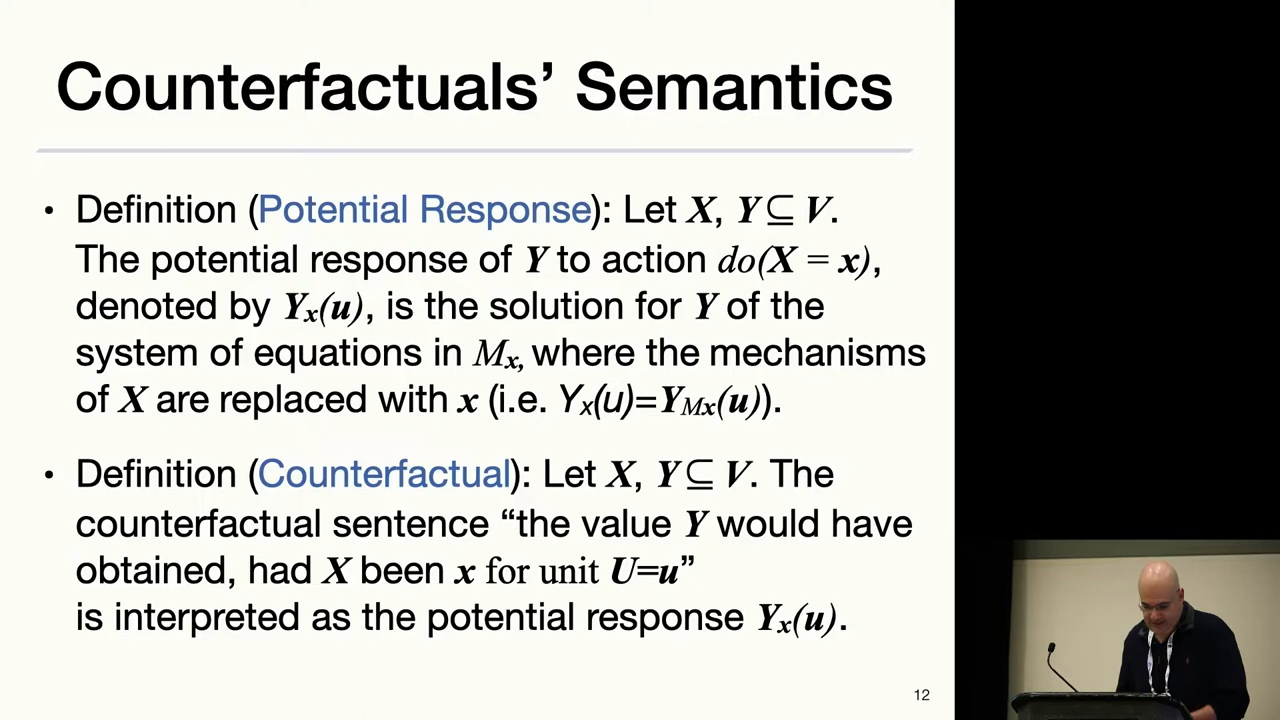 Counterfactuals’ Semantics
• Definition (Potential Response): Let X, Y ⊆ V.
The potential response of Y to action do(X = x),
denoted by Yₓ(u), is the solution for Y of the
system of equations in Mₓ, where the mechanisms
of X are replaced with x (i.e. Yₓ(u)=Y_Mx(u)).
• Definition (Counterfactual): Let X, Y ⊆ V. The
counterfactual sentence “the value Y would have
obtained, had X been x for unit U=u”
is interpreted as the potential response Yₓ(u).
12